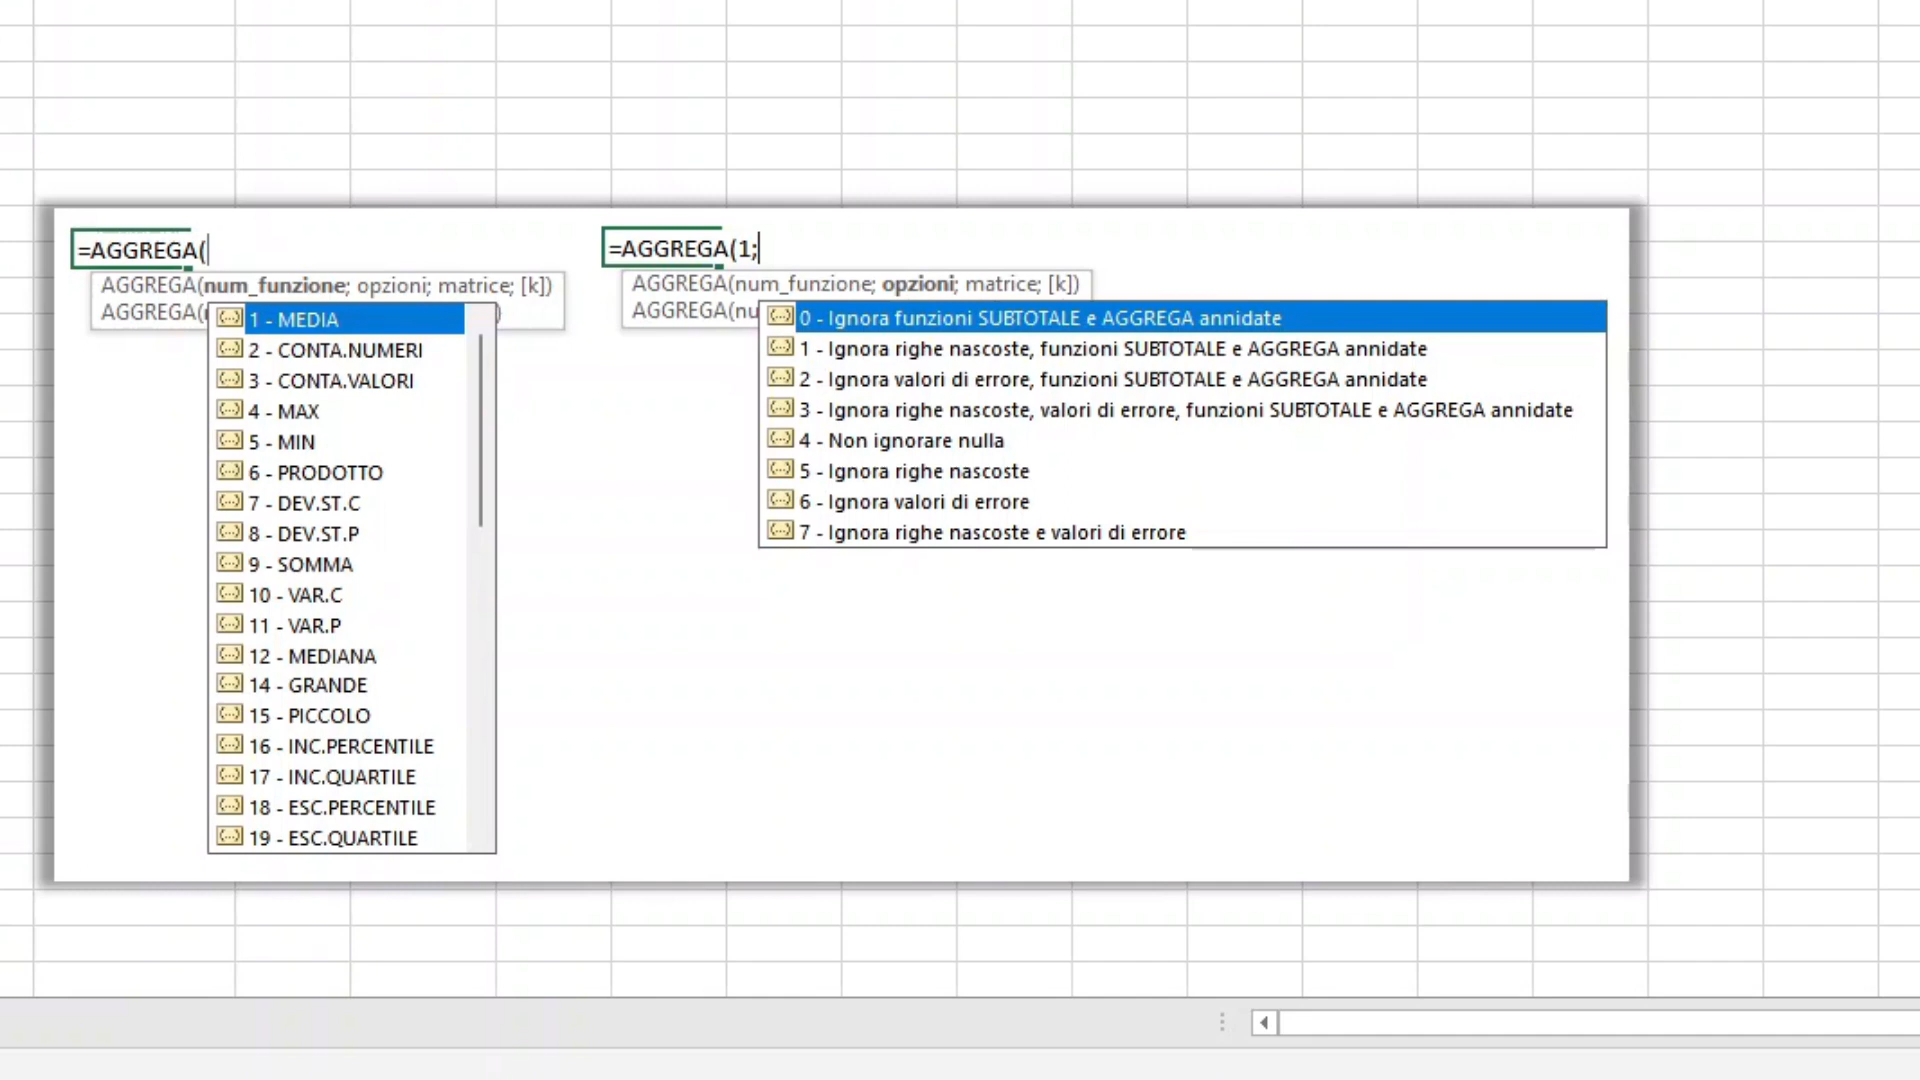 =AGGREGA(
AGGREGA(num_funzione; opzioni; matrice; [k])
AGGREGA(
1 - MEDIA
2 - CONTA.NUMERI
3 - CONTA.VALORI
4 - MAX
5 - MIN
6 - PRODOTTO
7 - DEV.ST.C
8 - DEV.ST.P
9 - SOMMA
10 - VAR.C
11 - VAR.P
12 - MEDIANA
14 - GRANDE
15 - PICCOLO
16 - INC.PERCENTILE
17 - INC.QUARTILE
18 - ESC.PERCENTILE
19 - ESC.QUARTILE
=AGGREGA(1;
AGGREGA(num_funzione; opzioni; matrice; [k])
AGGREGA(nu
0 - Ignora funzioni SUBTOTALE e AGGREGA annidate
1 - Ignora righe nascoste, funzioni SUBTOTALE e AGGREGA annidate
2 - Ignora valori di errore, funzioni SUBTOTALE e AGGREGA annidate
3 - Ignora righe nascoste, valori di errore, funzioni SUBTOTALE e AGGREGA annidate
4 - Non ignorare nulla
5 - Ignora righe nascoste
6 - Ignora valori di errore
7 - Ignora righe nascoste e valori di errore